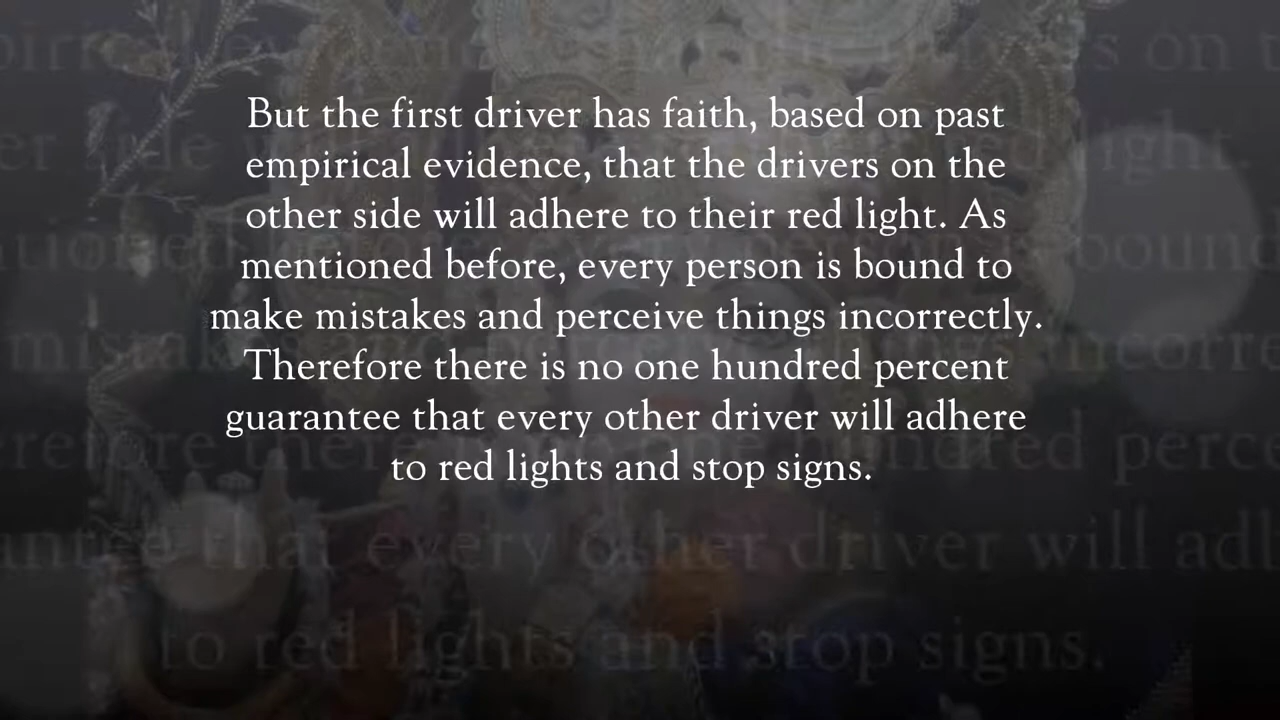 But the first driver has faith, based on past
empirical evidence, that the drivers on the
other side will adhere to their red light. As
mentioned before, every person is bound to
make mistakes and perceive things incorrectly.
Therefore there is no one hundred percent
guarantee that every other driver will adhere
to red lights and stop signs.